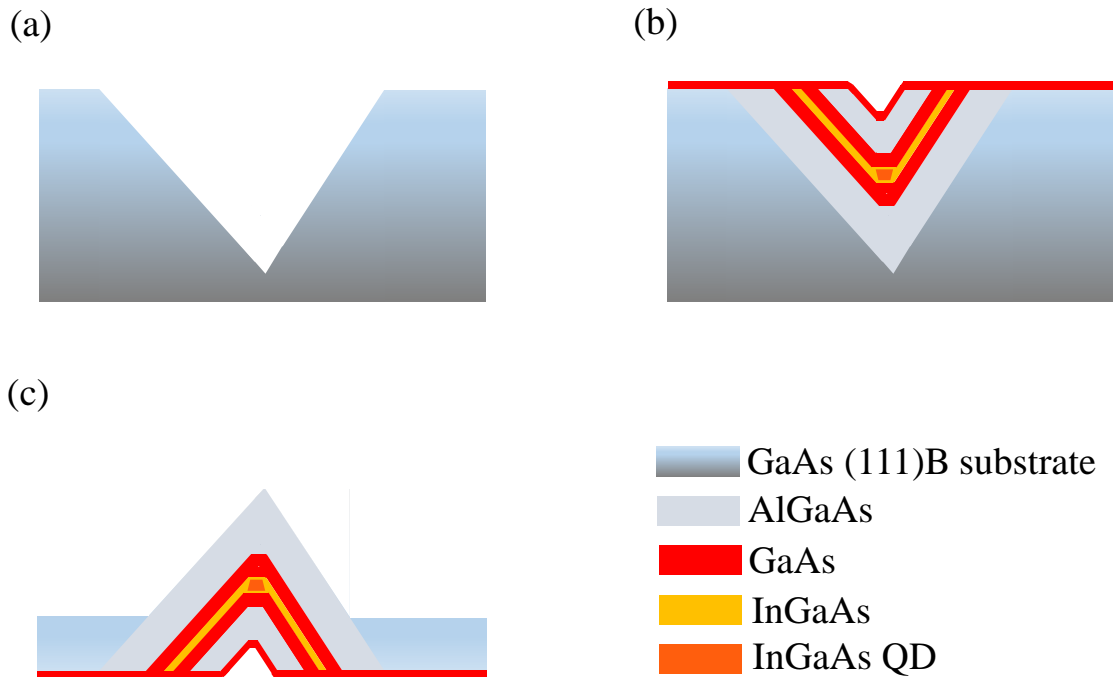 (a)
(b)
(c)
GaAs (111)B substrate
AlGaAs
GaAs
InGaAs
InGaAs QD